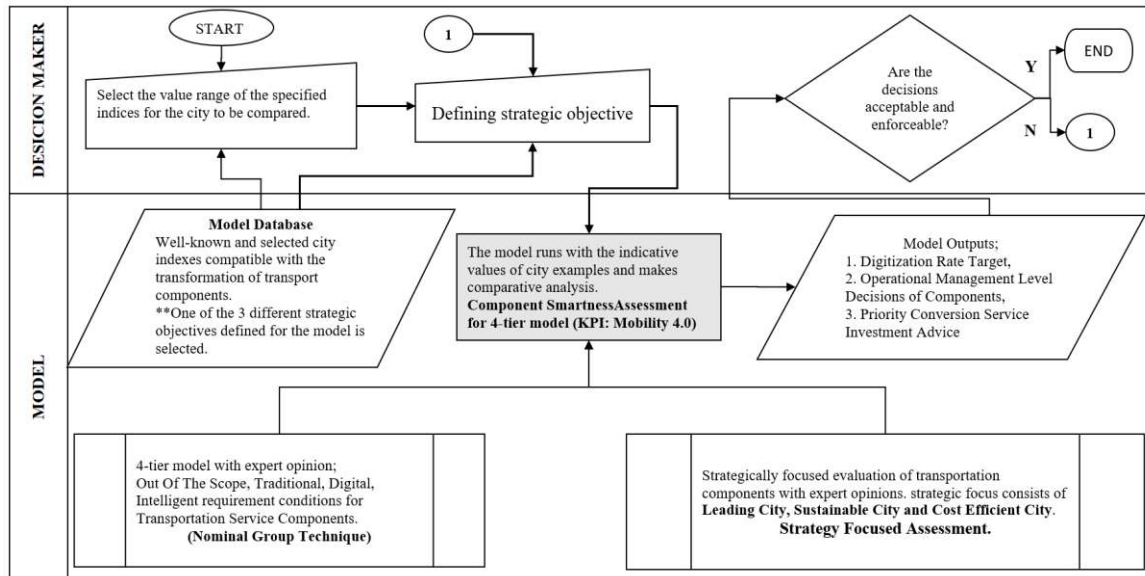 DESICION MAKER
START
1
Select the value range of the specified
indices for the city to be compared.
Defining strategic objective
Are the
decisions
acceptable and
enforceable?
Y
END
N
1
MODEL
Model Database
Well-known and selected city
indexes compatible with the
transformation of transport
components.
**One of the 3 different strategic
objectives defined for the model is
selected.
The model runs with the indicative
values of city examples and makes
comparative analysis.
Component SmartnessAssessment
for 4-tier model (KPI: Mobility 4.0)
Model Outputs;
1. Digitization Rate Target,
2. Operational Management Level
Decisions of Components,
3. Priority Conversion Service
Investment Advice
4-tier model with expert opinion;
Out Of The Scope, Traditional, Digital,
Intelligent requirement conditions for
Transportation Service Components.
(Nominal Group Technique)
Strategically focused evaluation of transportation
components with expert opinions. strategic focus consists of
Leading City, Sustainable City and Cost Efficient City.
Strategy Focused Assessment.